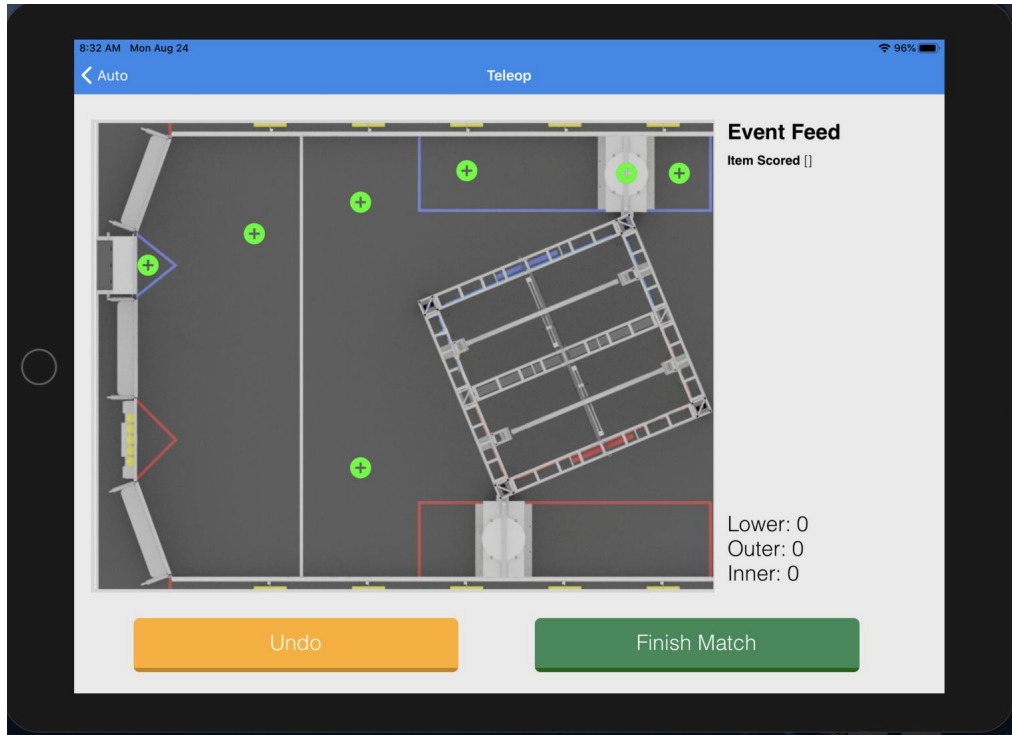 8:32 AM Mon Aug 24
96%
Auto
Teleop
Event Feed
Item Scored []
Lower: 0
Outer: 0
Inner: 0
Undo
Finish Match